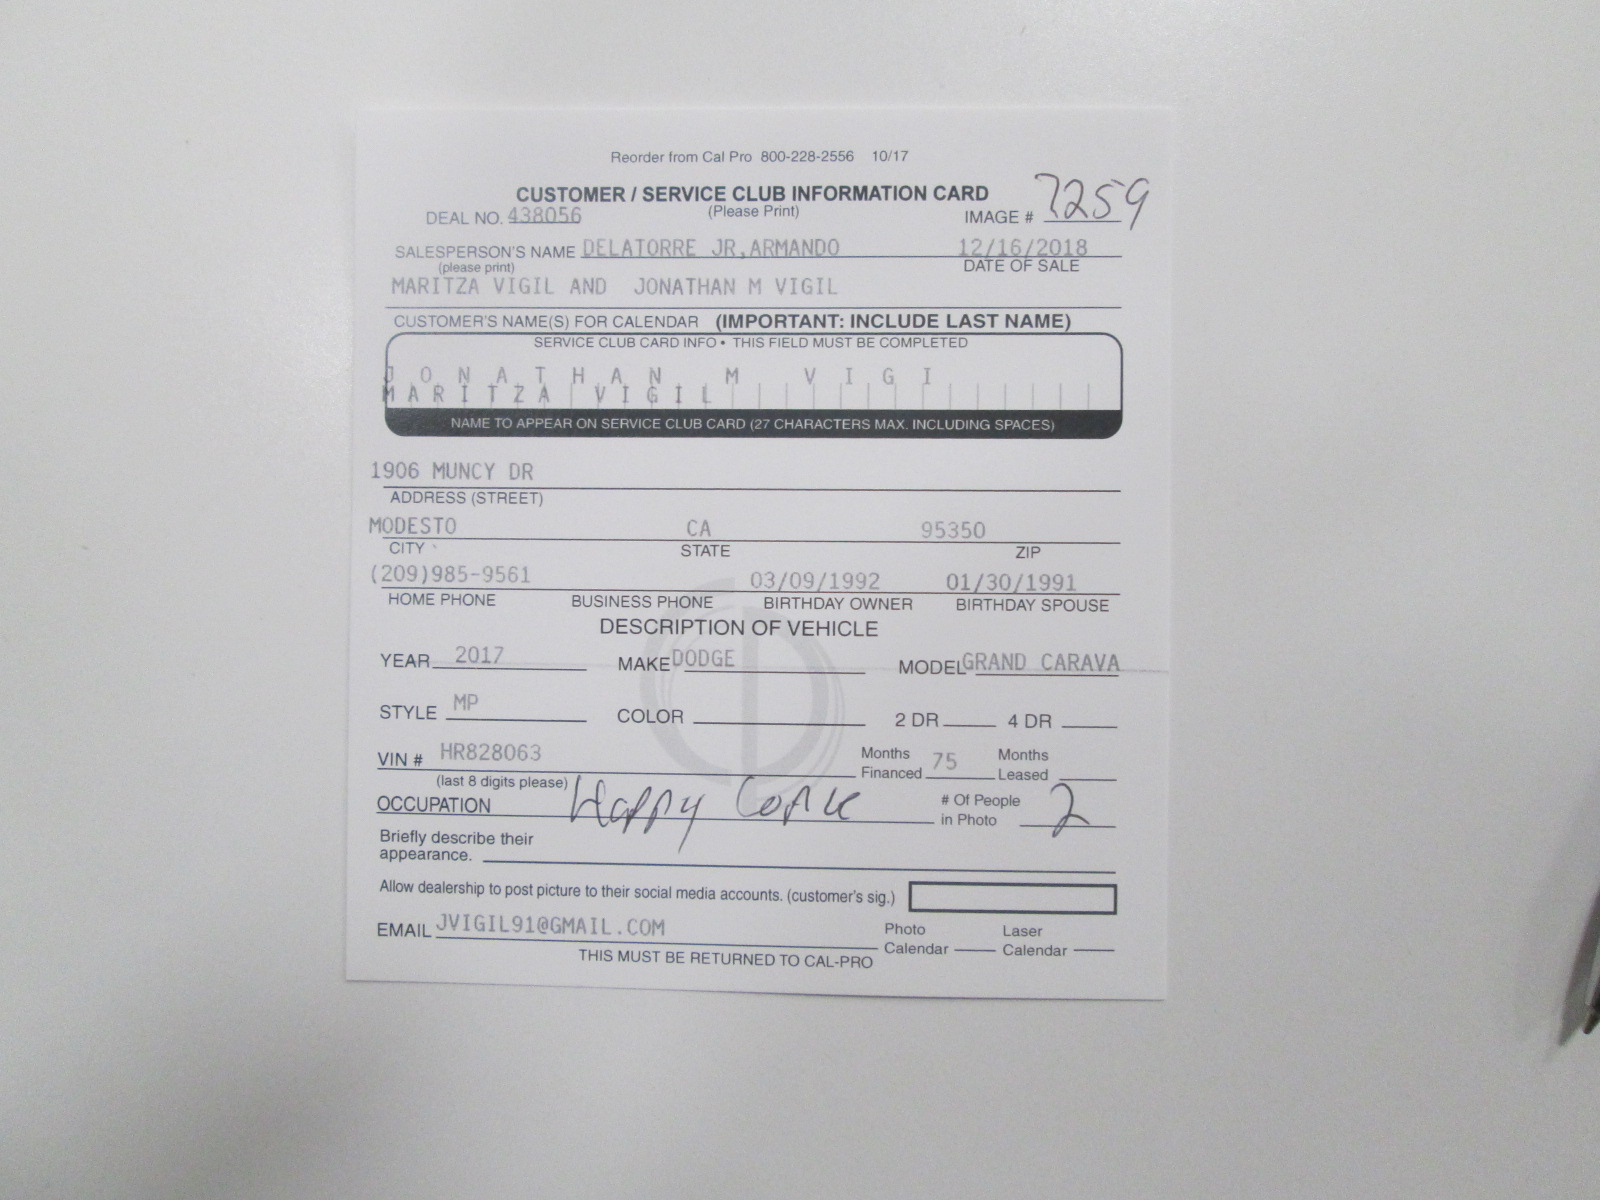 Reorder from Cal Pro 800-228-2556 10/17
CUSTOMER / SERVICE CLUB INFORMATION CARD
(Please Print)
DEAL NO. 438056 IMAGE # 7259
SALESPERSON'S NAME DELATORRE JR,ARMANDO 12/16/2018
(please print) DATE OF SALE
MARITZA VIGIL AND JONATHAN M VIGIL
CUSTOMER'S NAME(S) FOR CALENDAR (IMPORTANT: INCLUDE LAST NAME)
SERVICE CLUB CARD INFO • THIS FIELD MUST BE COMPLETED
J O N A T H A N M V I G I
MARITZA VIGIL
NAME TO APPEAR ON SERVICE CLUB CARD (27 CHARACTERS MAX. INCLUDING SPACES)
1906 MUNCY DR
ADDRESS (STREET)
MODESTO CA 95350
CITY STATE ZIP
(209)985-9561 03/09/1992 01/30/1991
HOME PHONE BUSINESS PHONE BIRTHDAY OWNER BIRTHDAY SPOUSE
DESCRIPTION OF VEHICLE
YEAR 2017 MAKE DODGE MODEL GRAND CARAVA
STYLE MP COLOR 2 DR 4 DR
VIN # HR828063 Months Financed 75 Months Leased
(last 8 digits please)
OCCUPATION Happy # Of People in Photo 2
Briefly describe their
appearance.
Allow dealership to post picture to their social media accounts. (customer's sig.)
EMAIL JVIGIL91@GMAIL.COM Photo Calendar Laser Calendar
THIS MUST BE RETURNED TO CAL-PRO